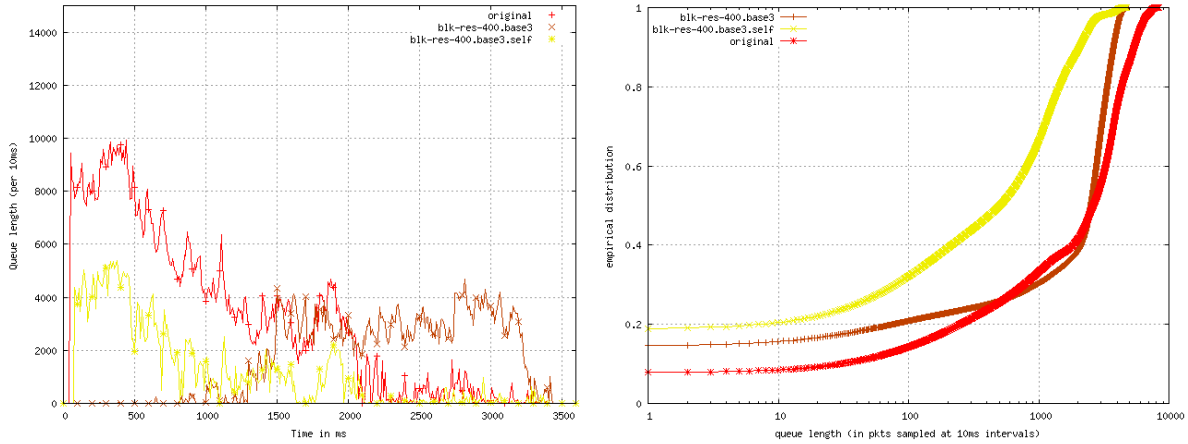 original
blk-res-400.base3
blk-res-400.base3.self
14000
12000
10000
8000
6000
4000
2000
0
Queue length (per 10ms)
0 500 1000 1500 2000 2500 3000 3500
Time in ms
blk-res-400.base3
blk-res-400.base3.self
original
1
0.8
0.6
0.4
0.2
0
empirical distribution
1 10 100 1000 10000
queue length (in pkts sampled at 10ms intervals)